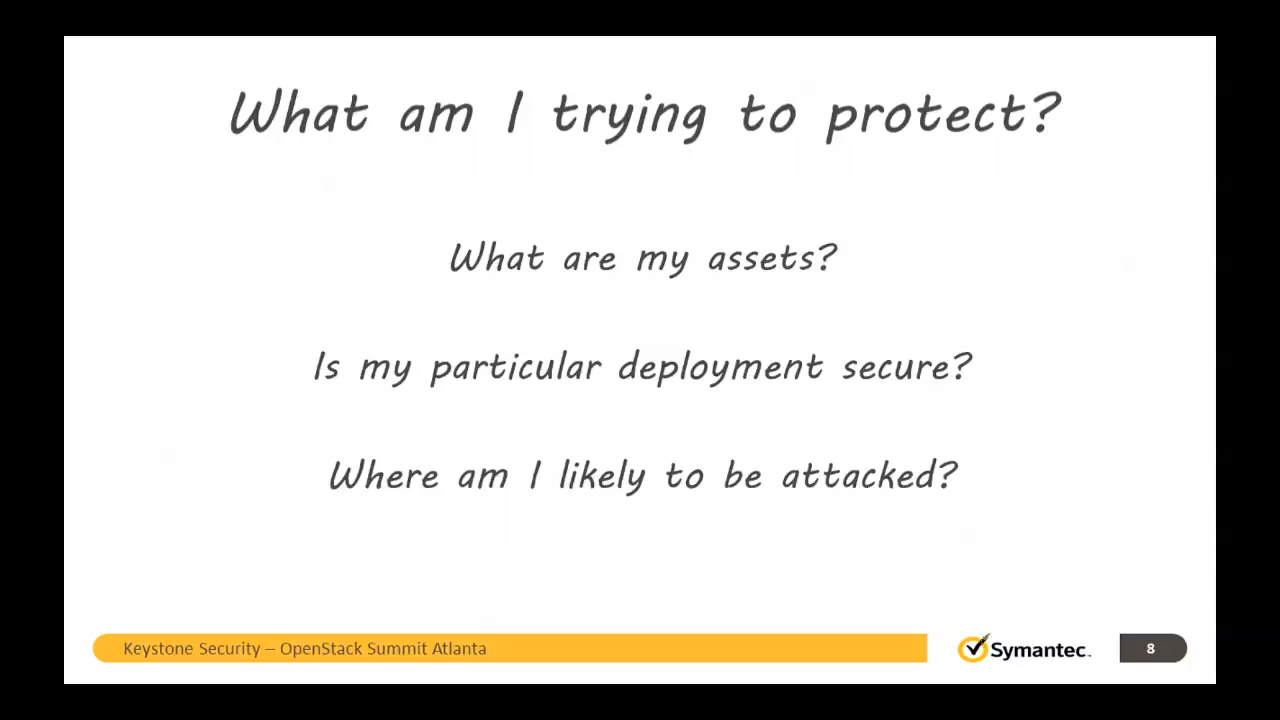 What am I trying to protect?
What are my assets?
Is my particular deployment secure?
Where am I likely to be attacked?
Keystone Security – OpenStack Summit Atlanta
Symantec™
8